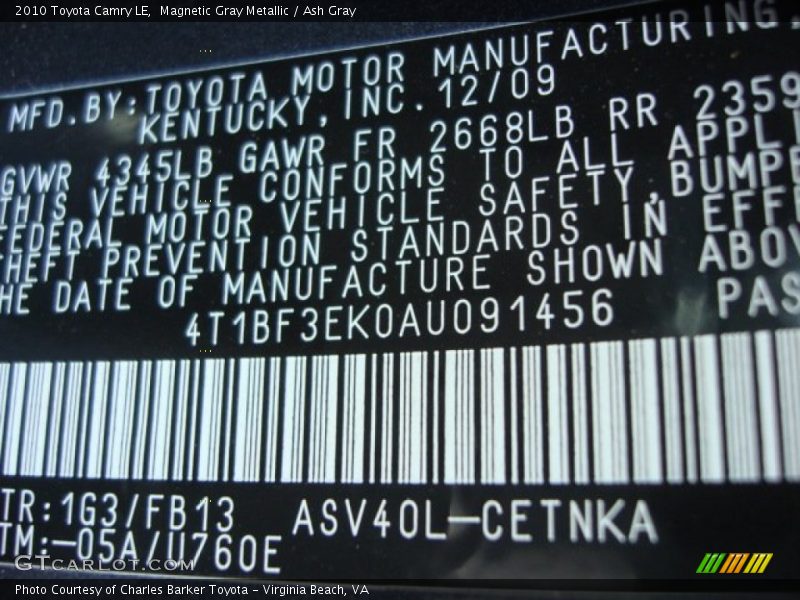 2010 Toyota Camry LE,  Magnetic Gray Metallic / Ash Gray
MFD.BY:TOYOTA MOTOR MANUFACTURING
KENTUCKY,INC. 12/09
GVWR 4345LB GAWR FR 2668LB RR 2359
THIS VEHICLE CONFORMS TO ALL APPLI
FEDERAL MOTOR VEHICLE SAFETY,BUMPE
THEFT PREVENTION STANDARDS IN EFFE
HE DATE OF MANUFACTURE SHOWN ABOV
4T1BF3EK0AU091456 PAS
TR:1G3/FB13 ASV40L-CETNKA
TM:-05A/U760E
GTCarLot.com
Photo Courtesy of Charles Barker Toyota - Virginia Beach, VA